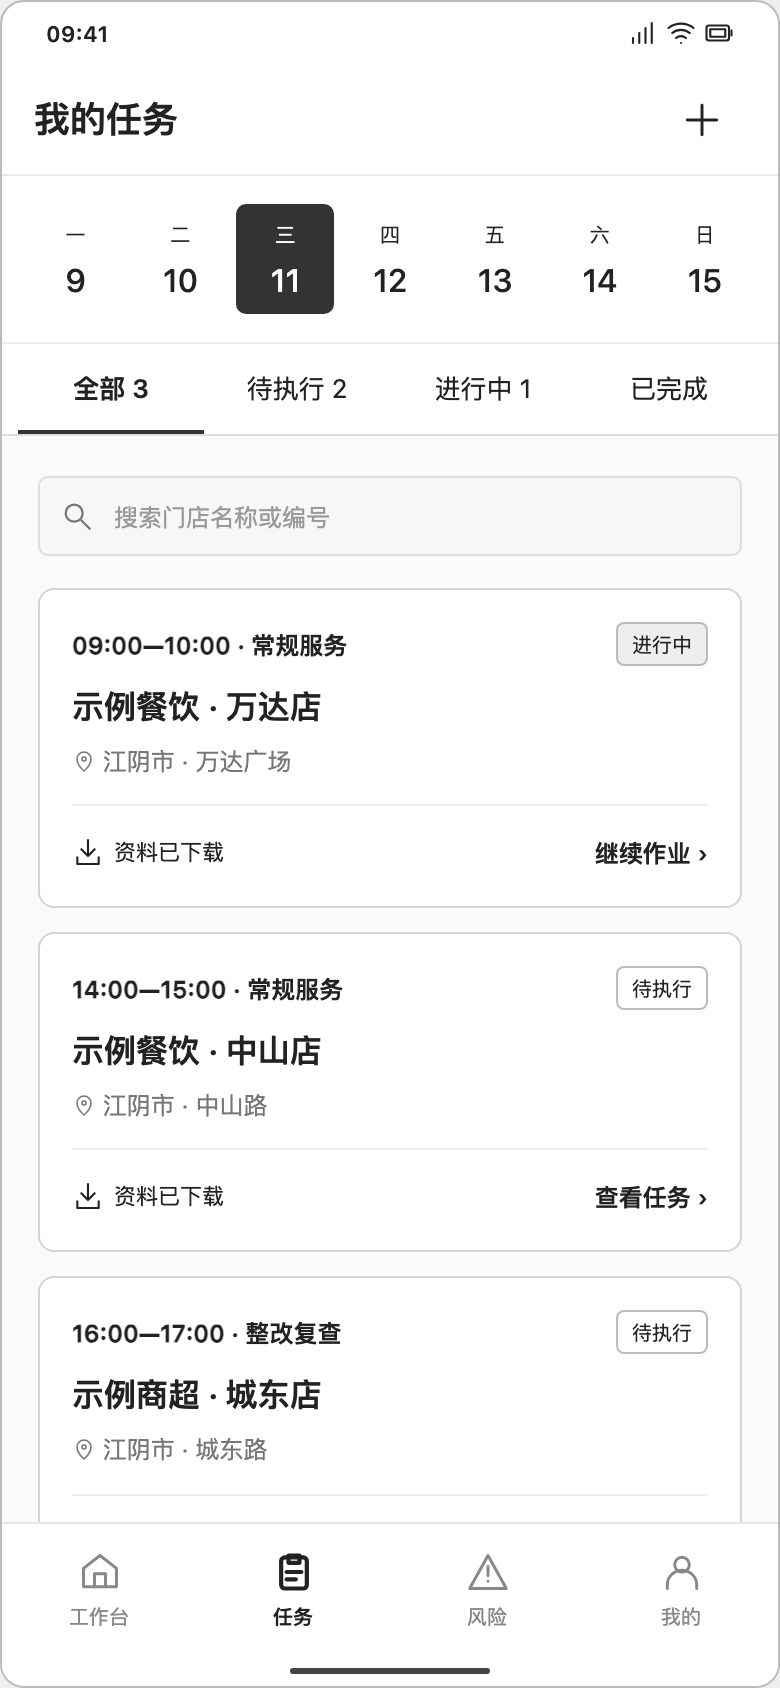 09:41
我的任务
一 二 三 四 五 六 日
9 10 11 12 13 14 15
全部 3 待执行 2 进行中 1 已完成
搜索门店名称或编号
09:00—10:00 · 常规服务 进行中
示例餐饮 · 万达店
江阴市 · 万达广场
资料已下载 继续作业 ›
14:00—15:00 · 常规服务 待执行
示例餐饮 · 中山店
江阴市 · 中山路
资料已下载 查看任务 ›
16:00—17:00 · 整改复查 待执行
示例商超 · 城东店
江阴市 · 城东路
工作台 任务 风险 我的